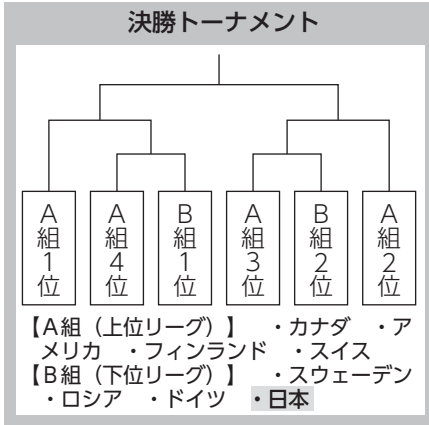 決勝トーナメント
A組1位
A組4位
B組1位
A組3位
B組2位
A組2位
【A組（上位リーグ）】 ・カナダ ・ア
メリカ ・フィンランド ・スイス
【B組（下位リーグ）】 ・スウェーデン
・ロシア ・ドイツ ・日本